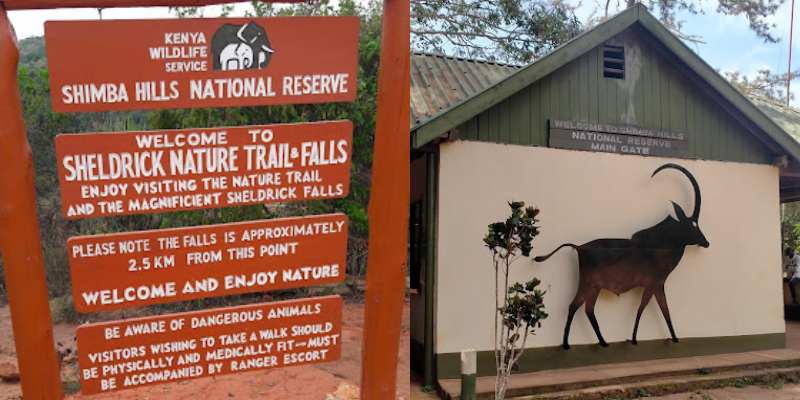 KENYA
WILDLIFE
SERVICE
SHIMBA HILLS NATIONAL RESERVE
WELCOME TO
SHELDRICK NATURE TRAIL & FALLS
ENJOY VISITING THE NATURE TRAIL
AND THE MAGNIFICIENT SHELDRICK FALLS
PLEASE NOTE THE FALLS IS APPROXIMATELY
2.5 KM FROM THIS POINT
WELCOME AND ENJOY NATURE
BE AWARE OF DANGEROUS ANIMALS
VISITORS WISHING TO TAKE A WALK SHOULD
BE PHYSICALLY AND MEDICALLY FIT—MUST
BE ACCOMPANIED BY RANGER ESCORT
WELCOME TO SHIMBA HILLS
NATIONAL RESERVE
MAIN GATE